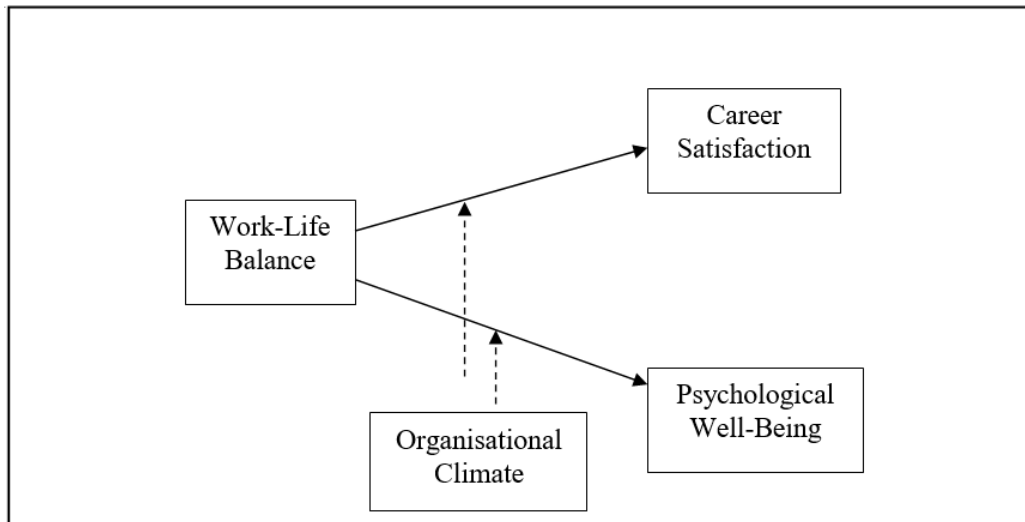 Career
Satisfaction
Work-Life
Balance
Psychological
Well-Being
Organisational
Climate